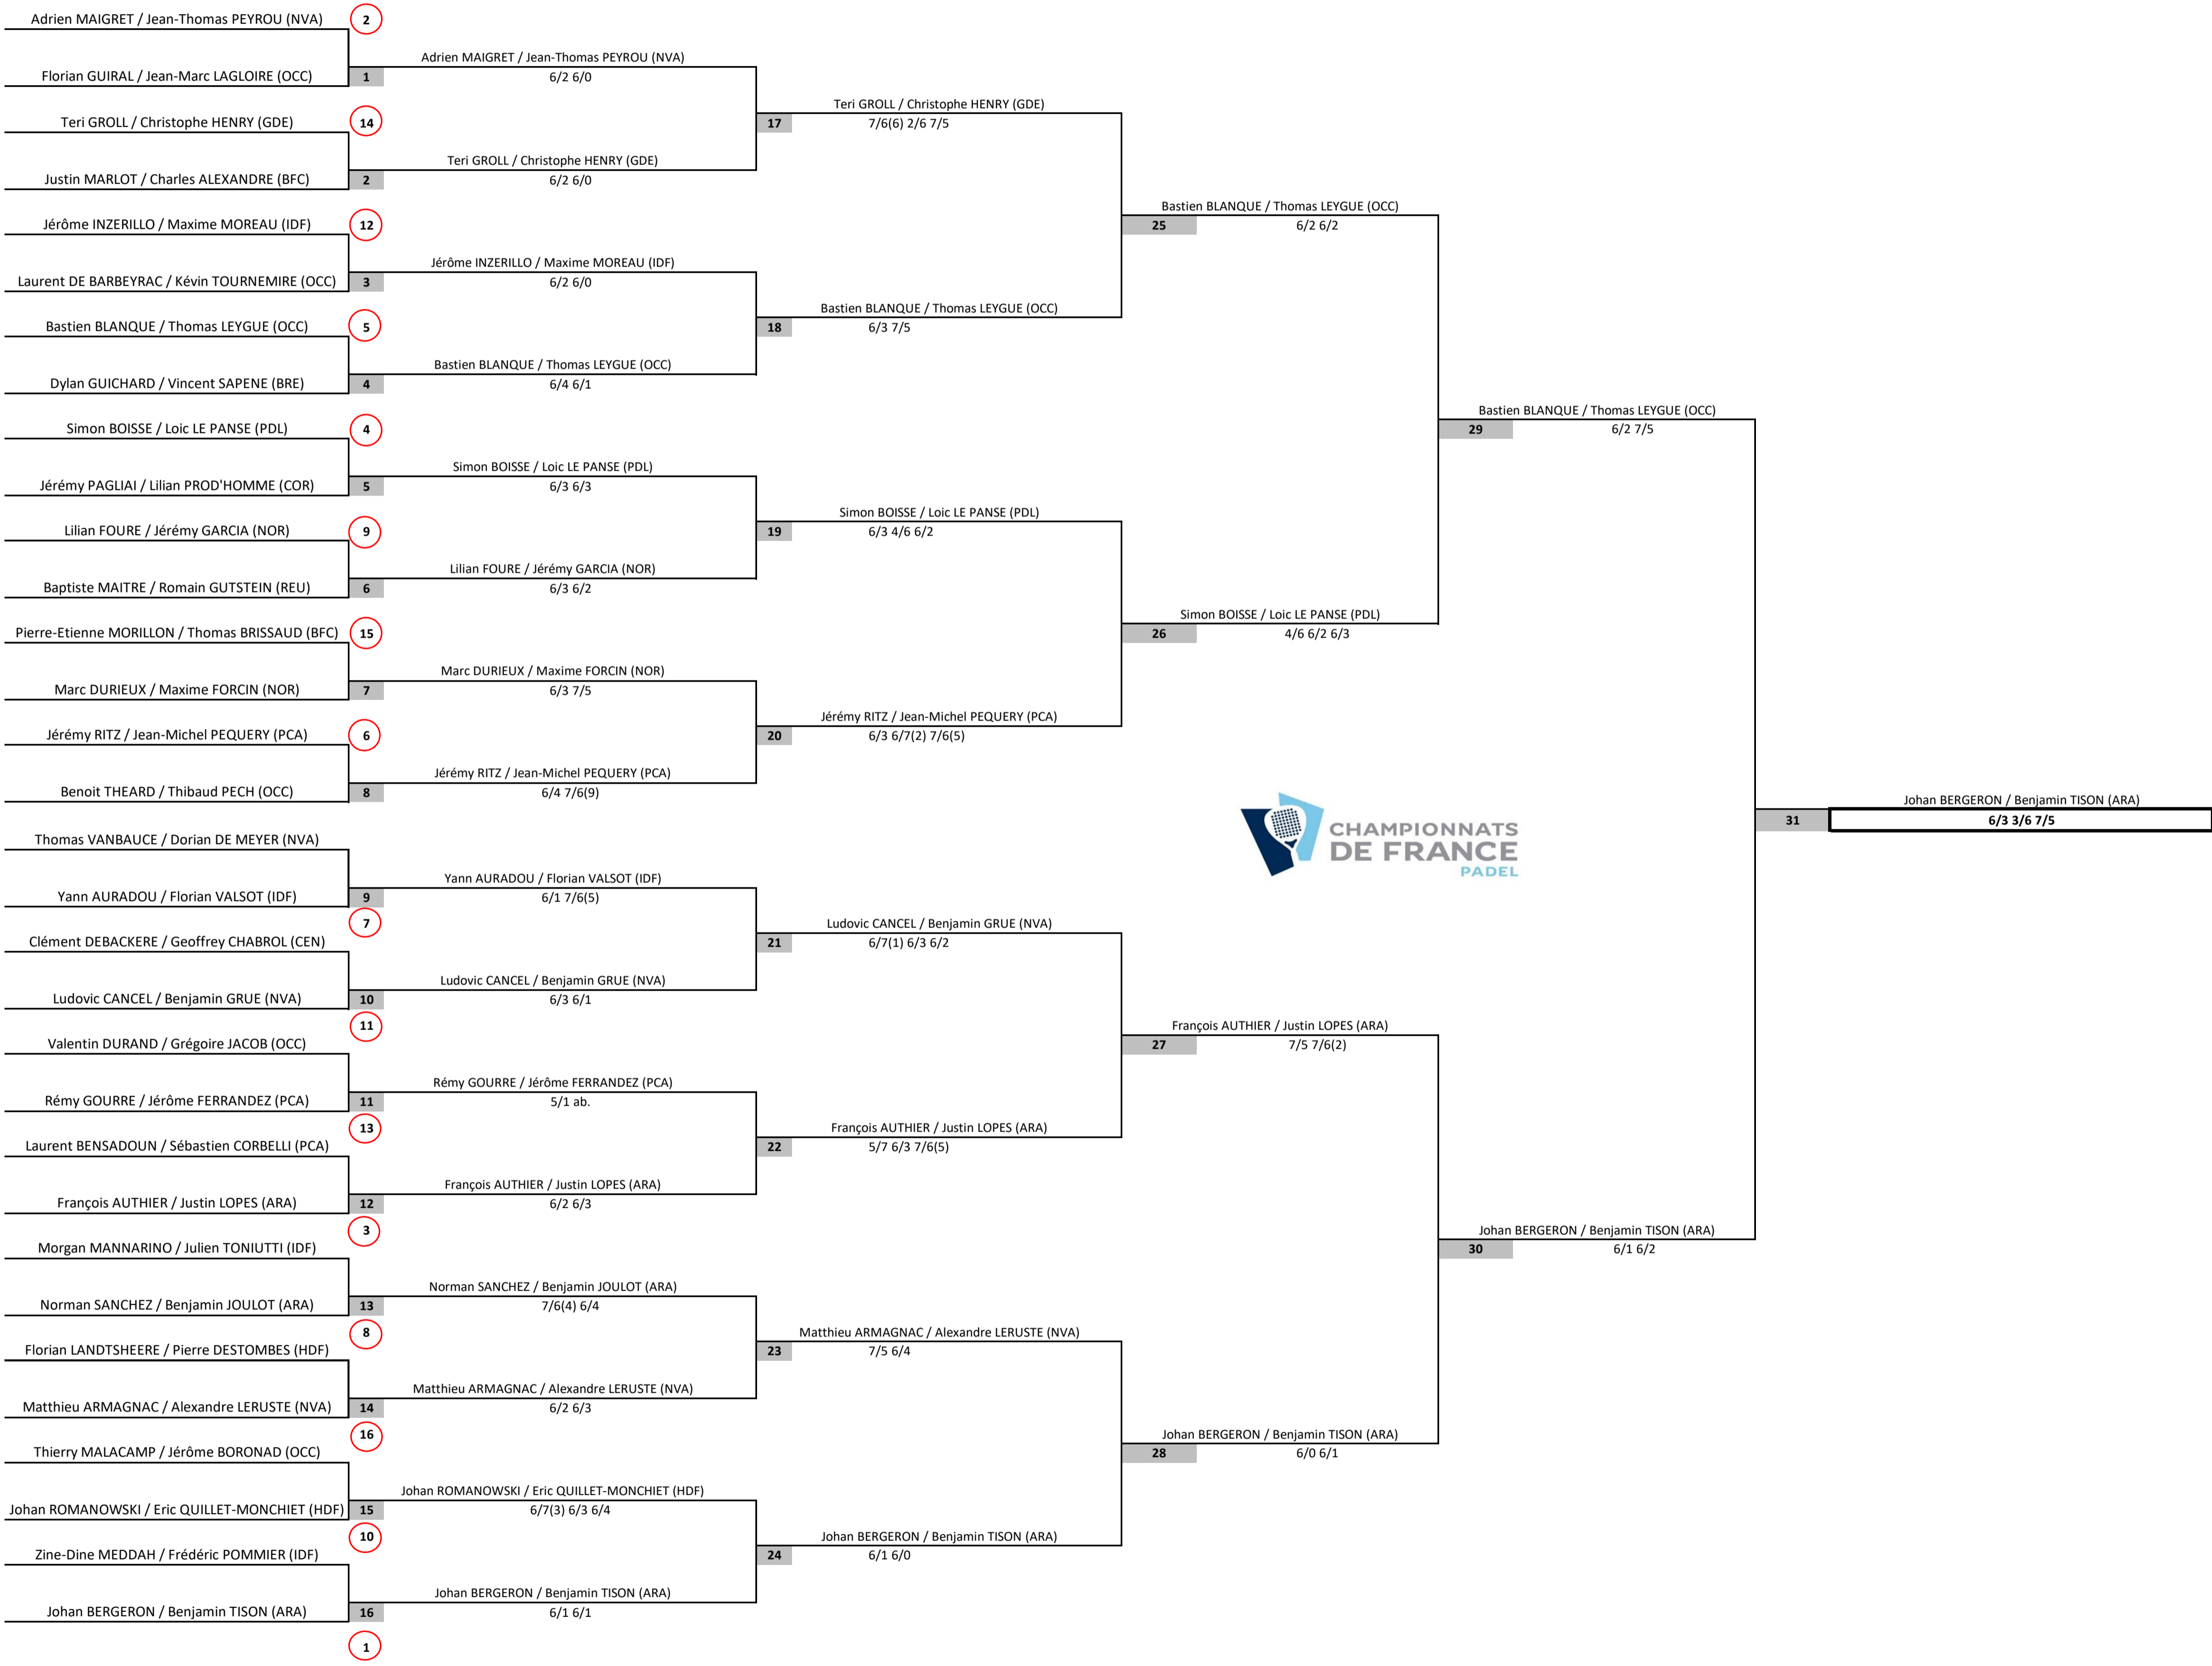 Adrien MAIGRET / Jean-Thomas PEYROU (NVA)
2
Florian GUIRAL / Jean-Marc LAGLOIRE (OCC)
1
Teri GROLL / Christophe HENRY (GDE)
14
Justin MARLOT / Charles ALEXANDRE (BFC)
2
Jérôme INZERILLO / Maxime MOREAU (IDF)
12
Laurent DE BARBEYRAC / Kévin TOURNEMIRE (OCC)
3
Bastien BLANQUE / Thomas LEYGUE (OCC)
5
Dylan GUICHARD / Vincent SAPENE (BRE)
4
Simon BOISSE / Loic LE PANSE (PDL)
4
Jérémy PAGLIAI / Lilian PROD'HOMME (COR)
5
Lilian FOURE / Jérémy GARCIA (NOR)
9
Baptiste MAITRE / Romain GUTSTEIN (REU)
6
Pierre-Etienne MORILLON / Thomas BRISSAUD (BFC)
15
Marc DURIEUX / Maxime FORCIN (NOR)
7
Jérémy RITZ / Jean-Michel PEQUERY (PCA)
6
Benoit THEARD / Thibaud PECH (OCC)
8
Thomas VANBAUCE / Dorian DE MEYER (NVA)
Yann AURADOU / Florian VALSOT (IDF)
9
7
Clément DEBACKERE / Geoffrey CHABROL (CEN)
Ludovic CANCEL / Benjamin GRUE (NVA)
10
11
Valentin DURAND / Grégoire JACOB (OCC)
Rémy GOURRE / Jérôme FERRANDEZ (PCA)
11
13
Laurent BENSADOUN / Sébastien CORBELLI (PCA)
François AUTHIER / Justin LOPES (ARA)
12
3
Morgan MANNARINO / Julien TONIUTTI (IDF)
Norman SANCHEZ / Benjamin JOULOT (ARA)
13
8
Florian LANDTSHEERE / Pierre DESTOMBES (HDF)
Matthieu ARMAGNAC / Alexandre LERUSTE (NVA)
14
16
Thierry MALACAMP / Jérôme BORONAD (OCC)
Johan ROMANOWSKI / Eric QUILLET-MONCHIET (HDF)
15
10
Zine-Dine MEDDAH / Frédéric POMMIER (IDF)
Johan BERGERON / Benjamin TISON (ARA)
16
1
Adrien MAIGRET / Jean-Thomas PEYROU (NVA)
6/2 6/0
Teri GROLL / Christophe HENRY (GDE)
6/2 6/0
Jérôme INZERILLO / Maxime MOREAU (IDF)
6/2 6/0
Bastien BLANQUE / Thomas LEYGUE (OCC)
6/4 6/1
Simon BOISSE / Loic LE PANSE (PDL)
6/3 6/3
Lilian FOURE / Jérémy GARCIA (NOR)
6/3 6/2
Marc DURIEUX / Maxime FORCIN (NOR)
6/3 7/5
Jérémy RITZ / Jean-Michel PEQUERY (PCA)
6/4 7/6(9)
Yann AURADOU / Florian VALSOT (IDF)
6/1 7/6(5)
Ludovic CANCEL / Benjamin GRUE (NVA)
6/3 6/1
Rémy GOURRE / Jérôme FERRANDEZ (PCA)
5/1 ab.
François AUTHIER / Justin LOPES (ARA)
6/2 6/3
Norman SANCHEZ / Benjamin JOULOT (ARA)
7/6(4) 6/4
Matthieu ARMAGNAC / Alexandre LERUSTE (NVA)
6/2 6/3
Johan ROMANOWSKI / Eric QUILLET-MONCHIET (HDF)
6/7(3) 6/3 6/4
Johan BERGERON / Benjamin TISON (ARA)
6/1 6/1
Teri GROLL / Christophe HENRY (GDE)
17 7/6(6) 2/6 7/5
Bastien BLANQUE / Thomas LEYGUE (OCC)
18 6/3 7/5
Simon BOISSE / Loic LE PANSE (PDL)
19 6/3 4/6 6/2
Jérémy RITZ / Jean-Michel PEQUERY (PCA)
20 6/3 6/7(2) 7/6(5)
Ludovic CANCEL / Benjamin GRUE (NVA)
21 6/7(1) 6/3 6/2
François AUTHIER / Justin LOPES (ARA)
22 5/7 6/3 7/6(5)
Matthieu ARMAGNAC / Alexandre LERUSTE (NVA)
23 7/5 6/4
Johan BERGERON / Benjamin TISON (ARA)
24 6/1 6/0
Bastien BLANQUE / Thomas LEYGUE (OCC)
25 6/2 6/2
Simon BOISSE / Loic LE PANSE (PDL)
26 4/6 6/2 6/3
François AUTHIER / Justin LOPES (ARA)
27 7/5 7/6(2)
Johan BERGERON / Benjamin TISON (ARA)
28 6/0 6/1
Bastien BLANQUE / Thomas LEYGUE (OCC)
29 6/2 7/5
Johan BERGERON / Benjamin TISON (ARA)
30 6/1 6/2
CHAMPIONNATS
DE FRANCE
PADEL
Johan BERGERON / Benjamin TISON (ARA)
31 6/3 3/6 7/5